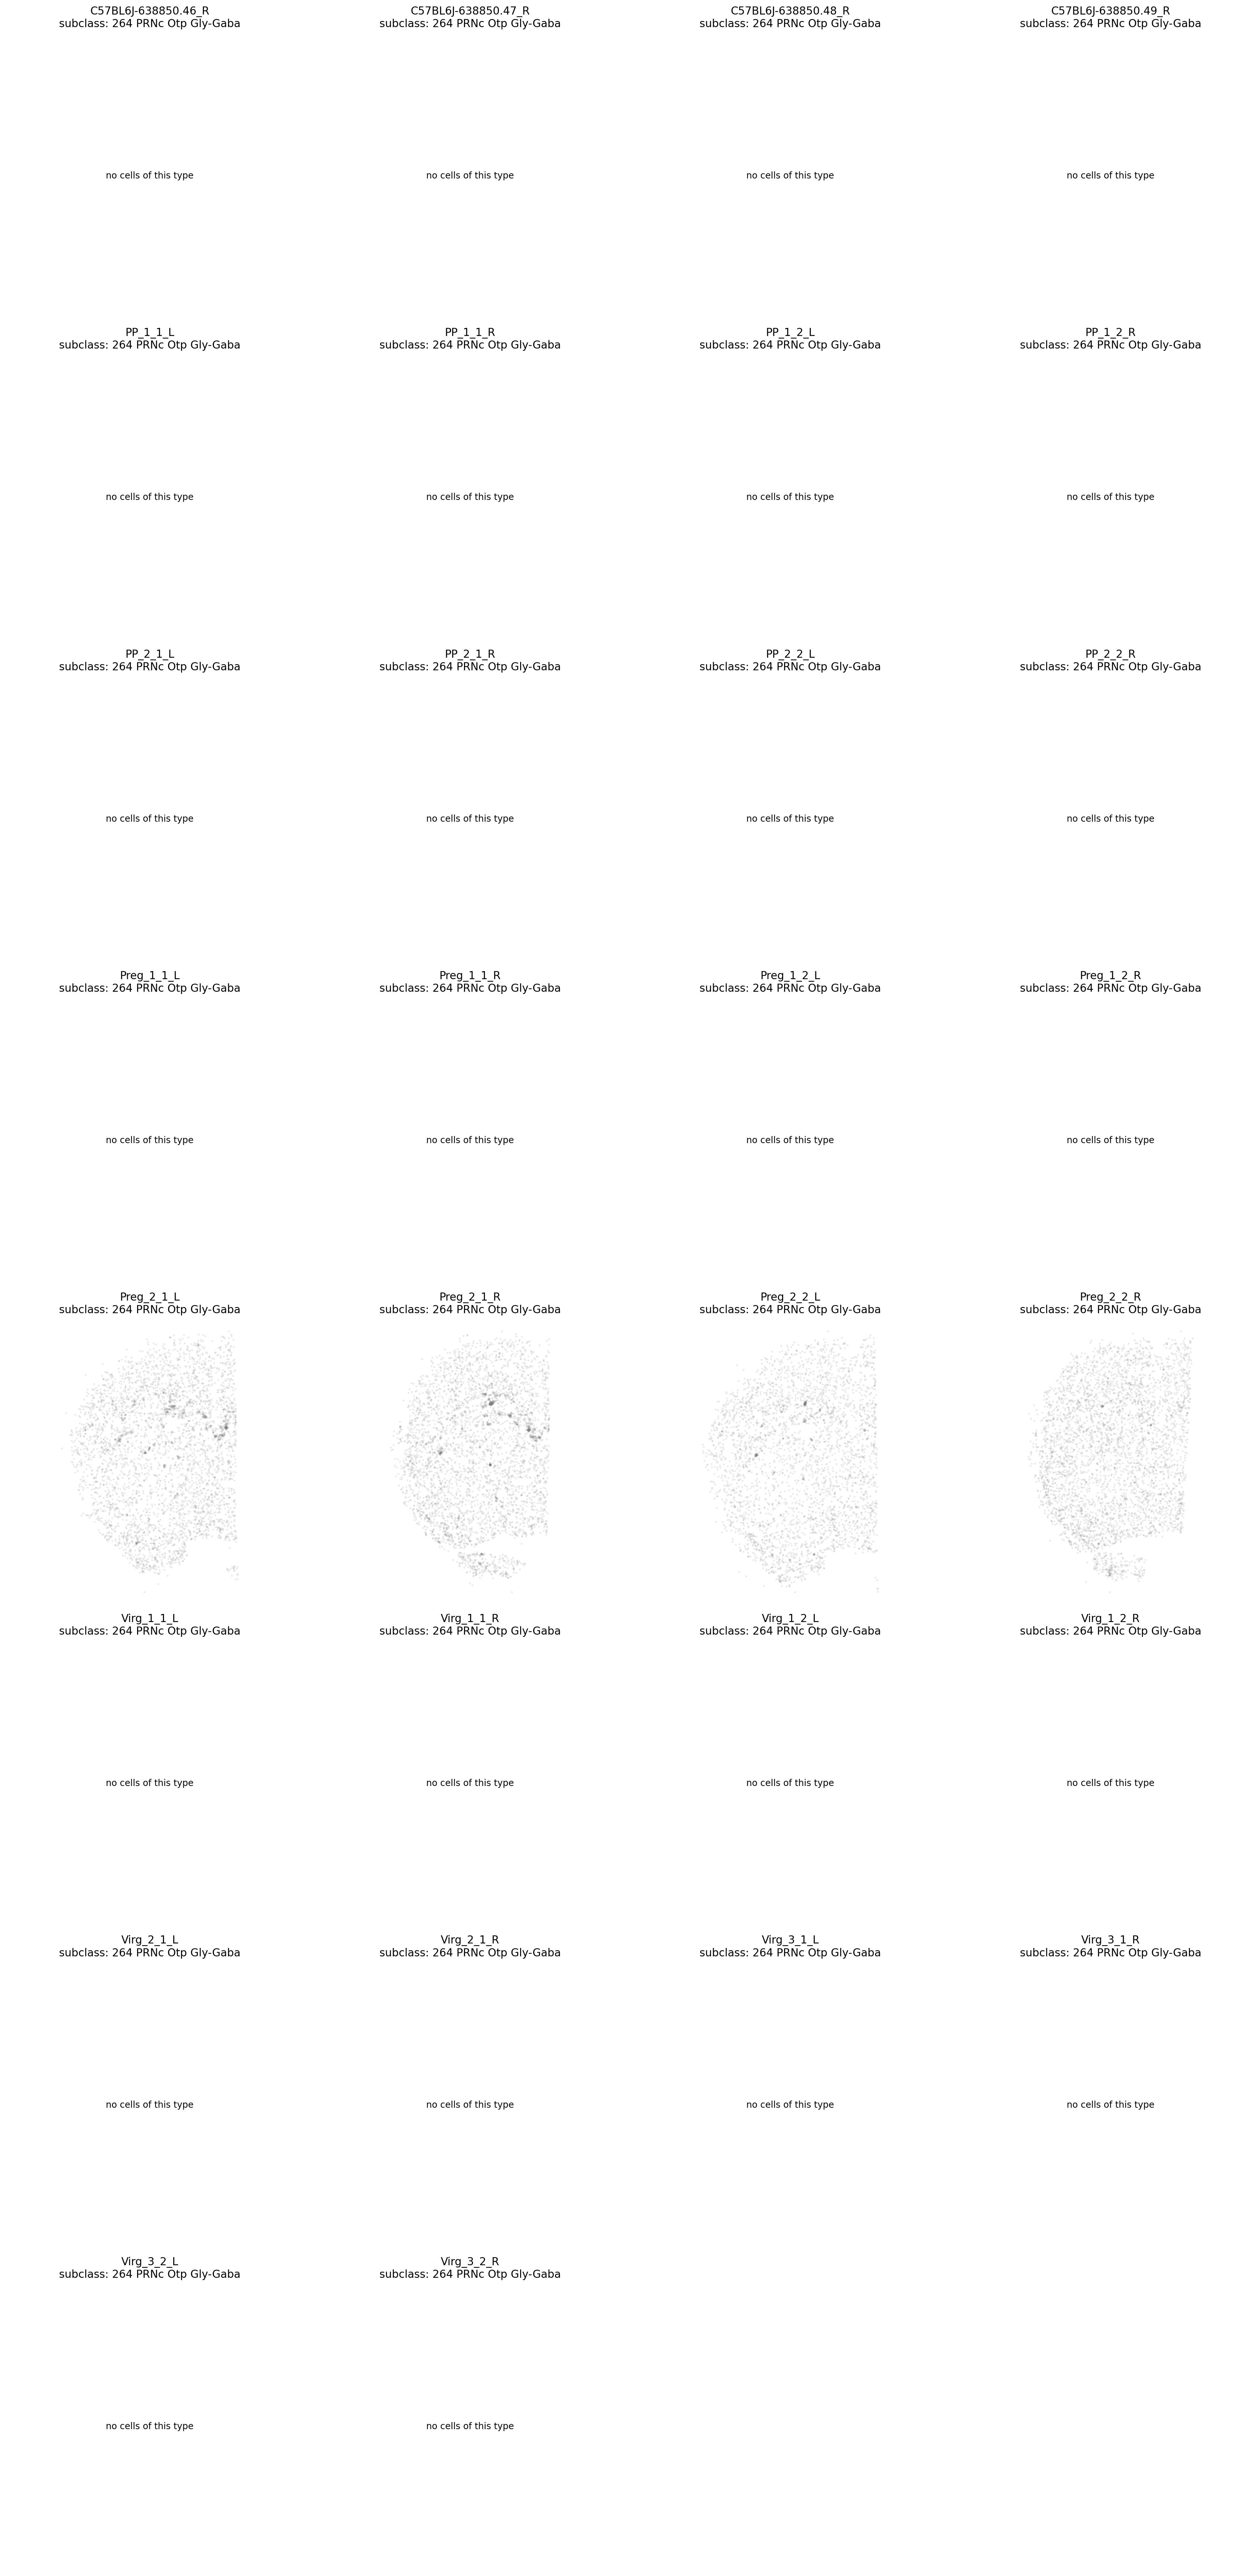 C57BL6J-638850.46_R
subclass: 264 PRNc Otp Gly-Gaba
C57BL6J-638850.47_R
subclass: 264 PRNc Otp Gly-Gaba
C57BL6J-638850.48_R
subclass: 264 PRNc Otp Gly-Gaba
C57BL6J-638850.49_R
subclass: 264 PRNc Otp Gly-Gaba
no cells of this type
no cells of this type
no cells of this type
no cells of this type
PP_1_1_L
subclass: 264 PRNc Otp Gly-Gaba
PP_1_1_R
subclass: 264 PRNc Otp Gly-Gaba
PP_1_2_L
subclass: 264 PRNc Otp Gly-Gaba
PP_1_2_R
subclass: 264 PRNc Otp Gly-Gaba
no cells of this type
no cells of this type
no cells of this type
no cells of this type
PP_2_1_L
subclass: 264 PRNc Otp Gly-Gaba
PP_2_1_R
subclass: 264 PRNc Otp Gly-Gaba
PP_2_2_L
subclass: 264 PRNc Otp Gly-Gaba
PP_2_2_R
subclass: 264 PRNc Otp Gly-Gaba
no cells of this type
no cells of this type
no cells of this type
no cells of this type
Preg_1_1_L
subclass: 264 PRNc Otp Gly-Gaba
Preg_1_1_R
subclass: 264 PRNc Otp Gly-Gaba
Preg_1_2_L
subclass: 264 PRNc Otp Gly-Gaba
Preg_1_2_R
subclass: 264 PRNc Otp Gly-Gaba
no cells of this type
no cells of this type
no cells of this type
no cells of this type
Preg_2_1_L
subclass: 264 PRNc Otp Gly-Gaba
Preg_2_1_R
subclass: 264 PRNc Otp Gly-Gaba
Preg_2_2_L
subclass: 264 PRNc Otp Gly-Gaba
Preg_2_2_R
subclass: 264 PRNc Otp Gly-Gaba
Virg_1_1_L
subclass: 264 PRNc Otp Gly-Gaba
Virg_1_1_R
subclass: 264 PRNc Otp Gly-Gaba
Virg_1_2_L
subclass: 264 PRNc Otp Gly-Gaba
Virg_1_2_R
subclass: 264 PRNc Otp Gly-Gaba
no cells of this type
no cells of this type
no cells of this type
no cells of this type
Virg_2_1_L
subclass: 264 PRNc Otp Gly-Gaba
Virg_2_1_R
subclass: 264 PRNc Otp Gly-Gaba
Virg_3_1_L
subclass: 264 PRNc Otp Gly-Gaba
Virg_3_1_R
subclass: 264 PRNc Otp Gly-Gaba
no cells of this type
no cells of this type
no cells of this type
no cells of this type
Virg_3_2_L
subclass: 264 PRNc Otp Gly-Gaba
Virg_3_2_R
subclass: 264 PRNc Otp Gly-Gaba
no cells of this type
no cells of this type